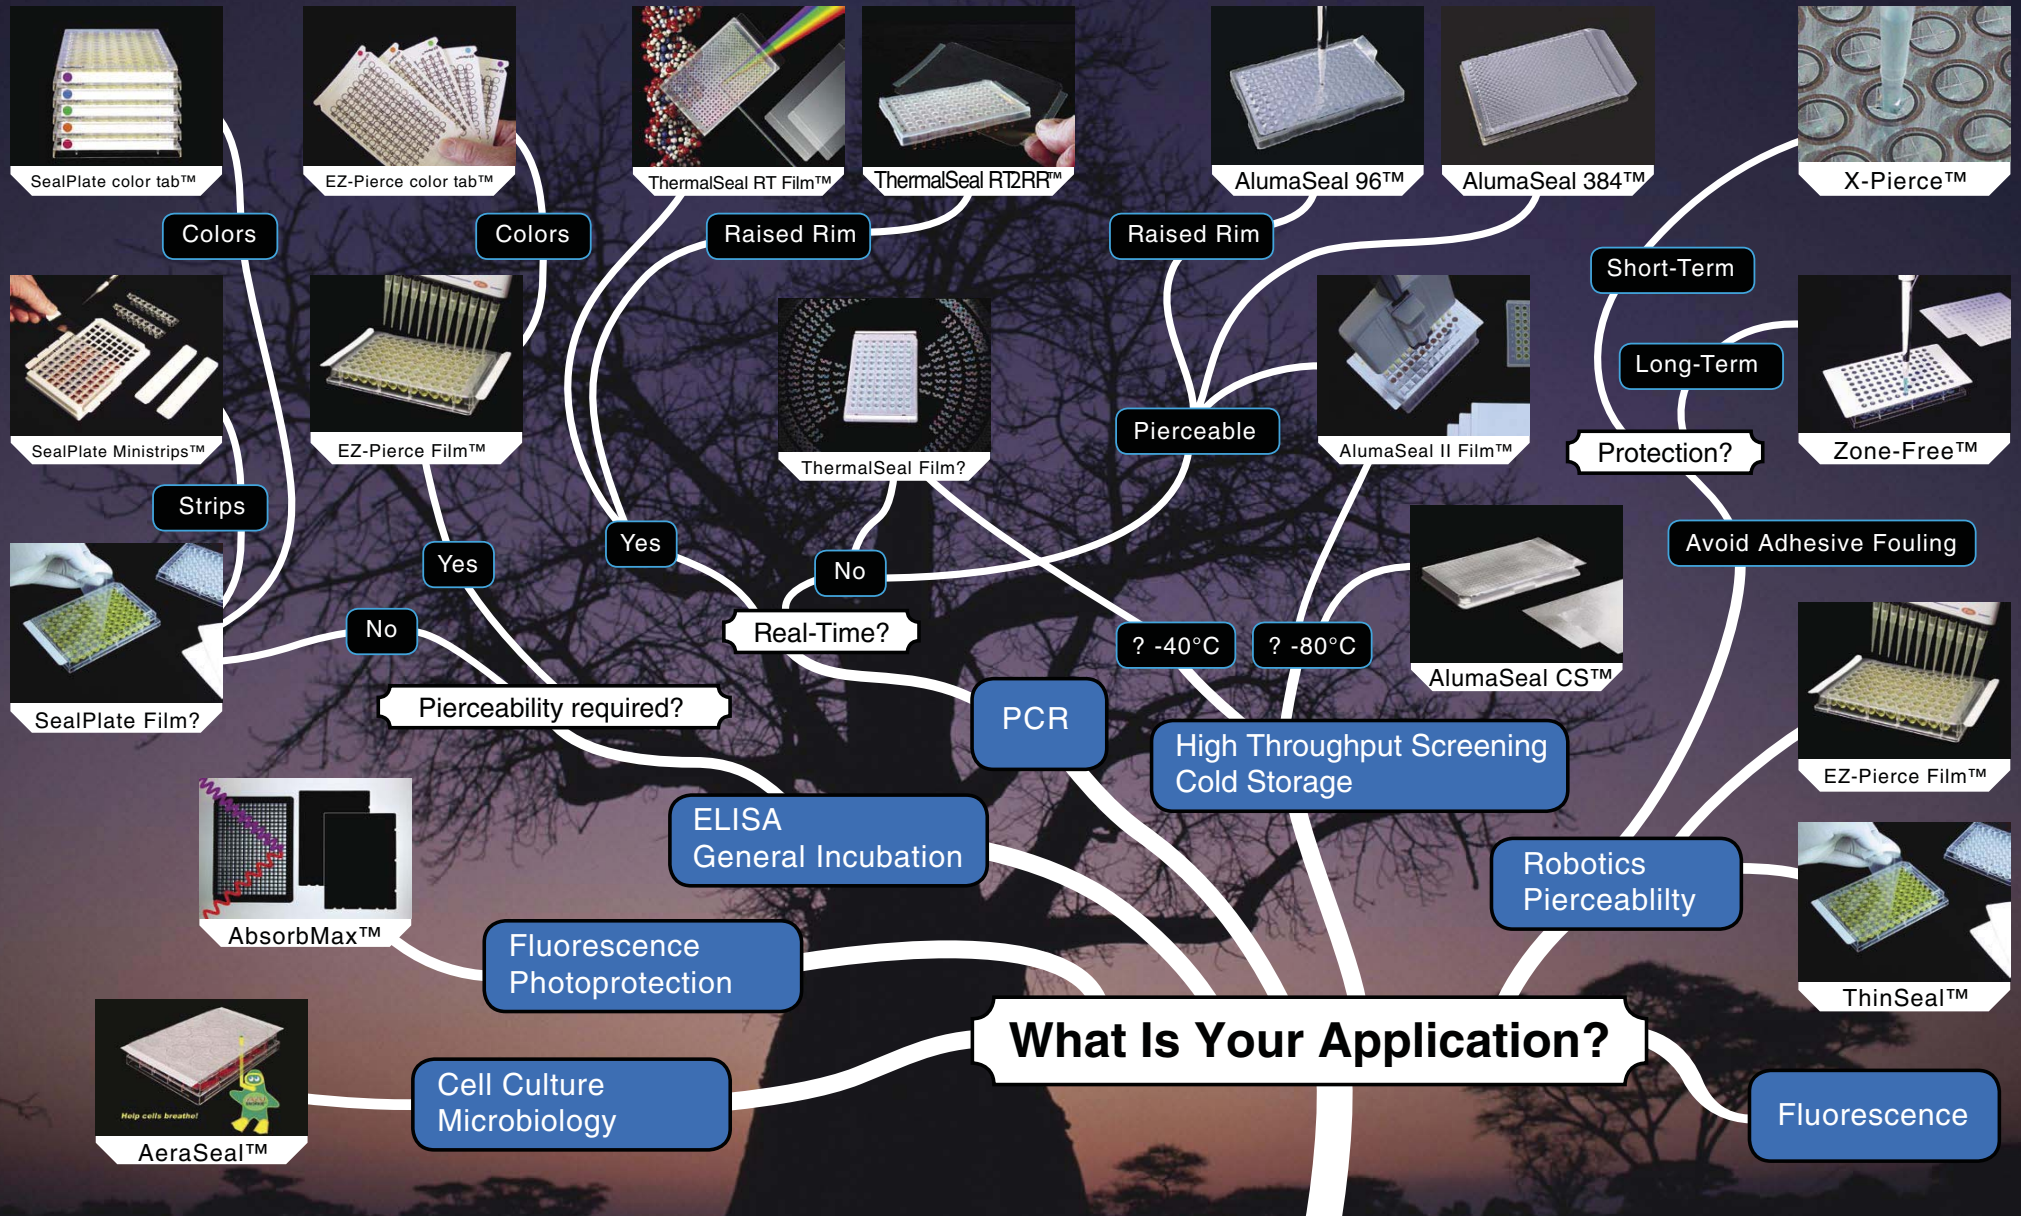 SealPlate color tab™
EZ-Pierce color tab™
ThermalSeal RT Film™
ThermalSeal RT2RR™
AlumaSeal 96™
AlumaSeal 384™
X-Pierce™
Colors
Colors
Raised Rim
Raised Rim
Short-Term
Long-Term
SealPlate Ministrips™
EZ-Pierce Film™
ThermalSeal Film?
Pierceable
AlumaSeal II Film™
Protection?
Zone-Free™
Strips
Yes
Yes
No
Avoid Adhesive Fouling
No
Real-Time?
? -40°C
? -80°C
AlumaSeal CS™
SealPlate Film?
Pierceability required?
PCR
High Throughput Screening
Cold Storage
EZ-Pierce Film™
ELISA
General Incubation
Robotics
Pierceablilty
AbsorbMax™
Fluorescence
Photoprotection
ThinSeal™
What Is Your Application?
Help cells breathe!
AeraSeal™
Cell Culture
Microbiology
Fluorescence